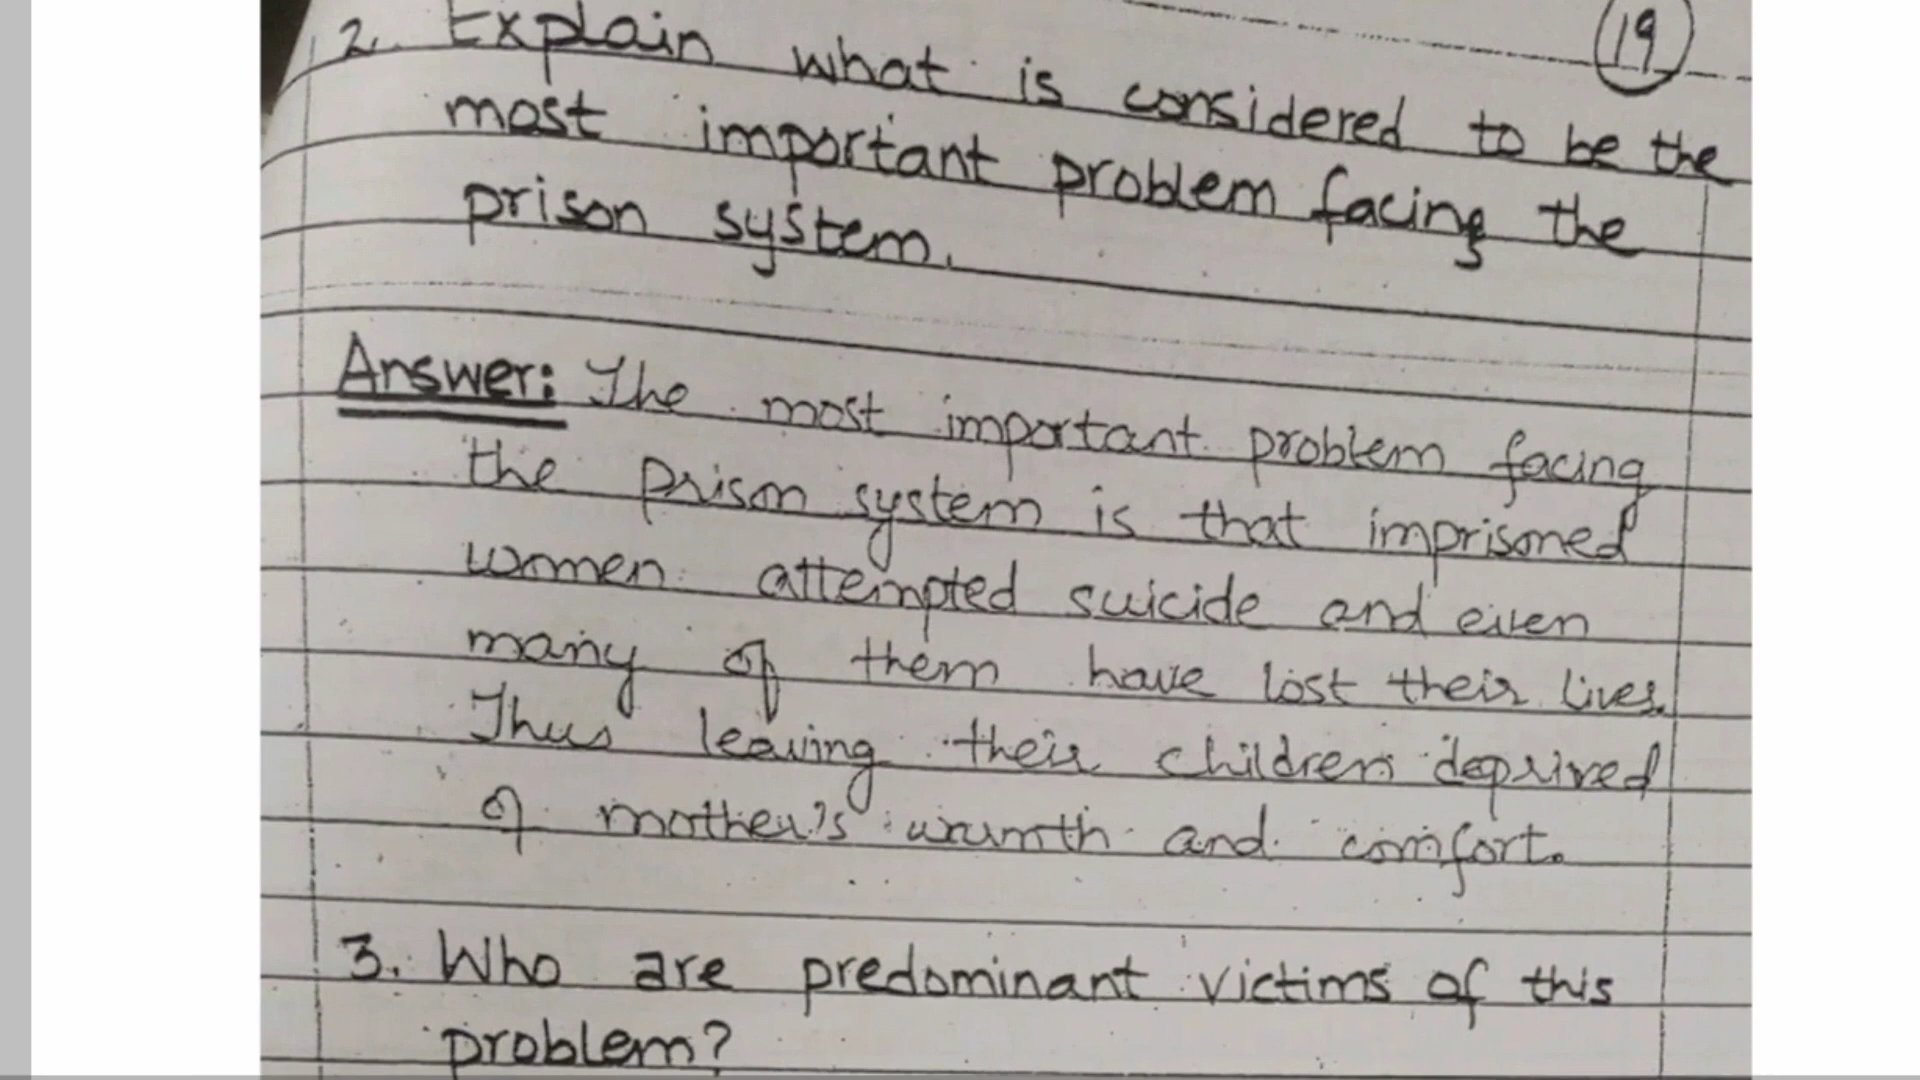 19
2. Explain what is considered to be the
most important problem facing the
prison system.
Answer: The most important problem facing
the prison system is that imprisoned
women attempted suicide and even
many of them have lost their lives.
Thus leaving their children deprived
of mother's warmth and comfort.
3. Who are predominant victims of this
problem?